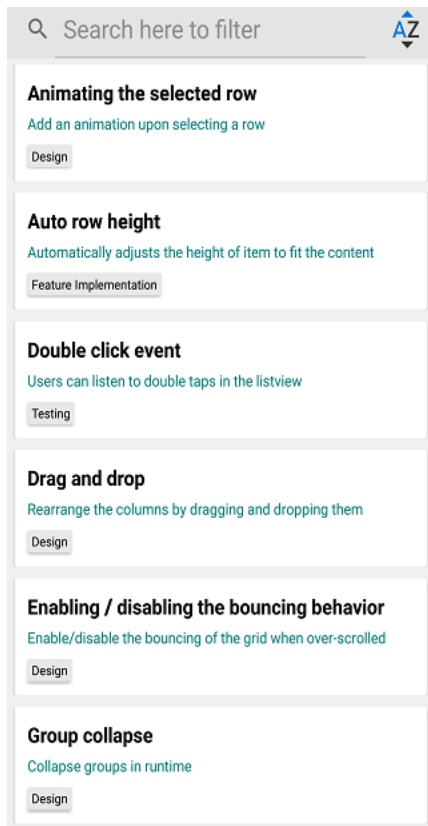 Search here to filter
AZ
Animating the selected row
Add an animation upon selecting a row
Design
Auto row height
Automatically adjusts the height of item to fit the content
Feature Implementation
Double click event
Users can listen to double taps in the listview
Testing
Drag and drop
Rearrange the columns by dragging and dropping them
Design
Enabling / disabling the bouncing behavior
Enable/disable the bouncing of the grid when over-scrolled
Design
Group collapse
Collapse groups in runtime
Design